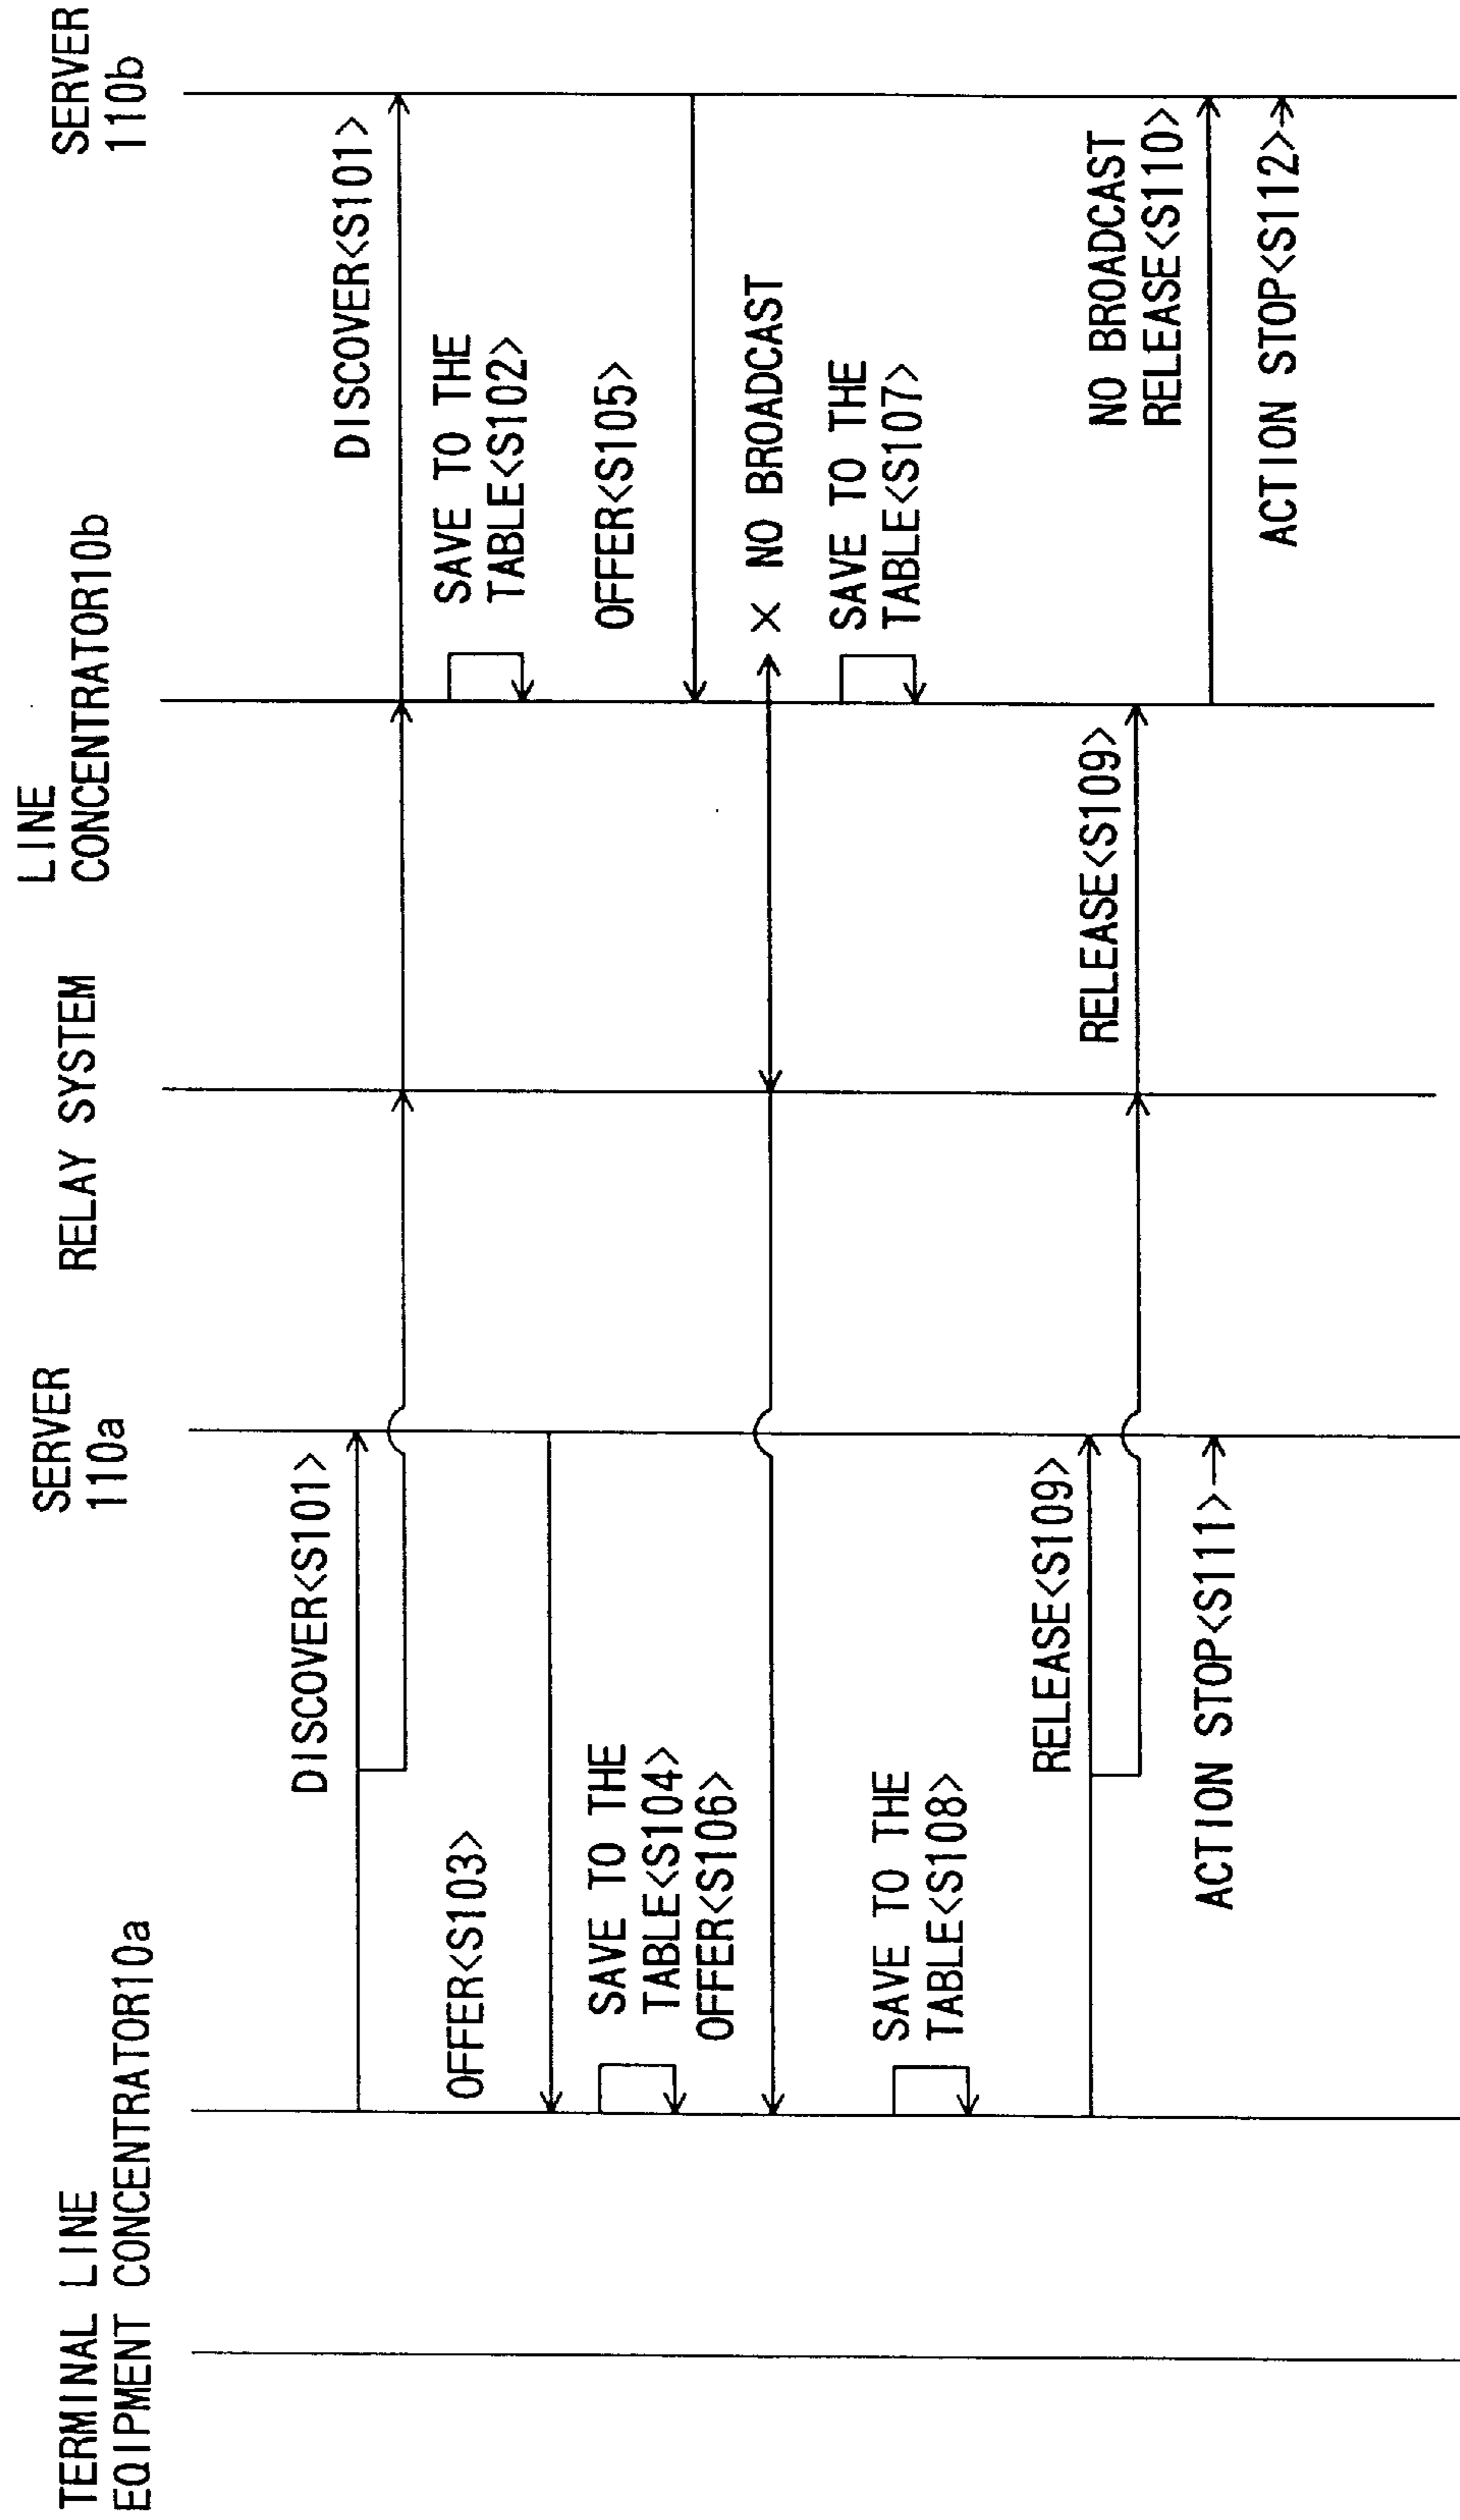 TERMINAL LINE
EQIPMENT CONCENTRATOR10a
SERVER
110a
RELAY SYSTEM
LINE
CONCENTRATOR10b
SERVER
110b
DISCOVER<S101>
DISCOVER<S101>
SAVE TO THE
TABLE<S102>
OFFER<S103>
SAVE TO THE
TABLE<S104>
OFFER<S105>
OFFER<S106>
× NO BROADCAST
SAVE TO THE
TABLE<S107>
SAVE TO THE
TABLE<S108>
RELEASE<S109>
RELEASE<S109>
NO BROADCAST
RELEASE<S110>
ACTION STOP<S111>
ACTION STOP<S112>